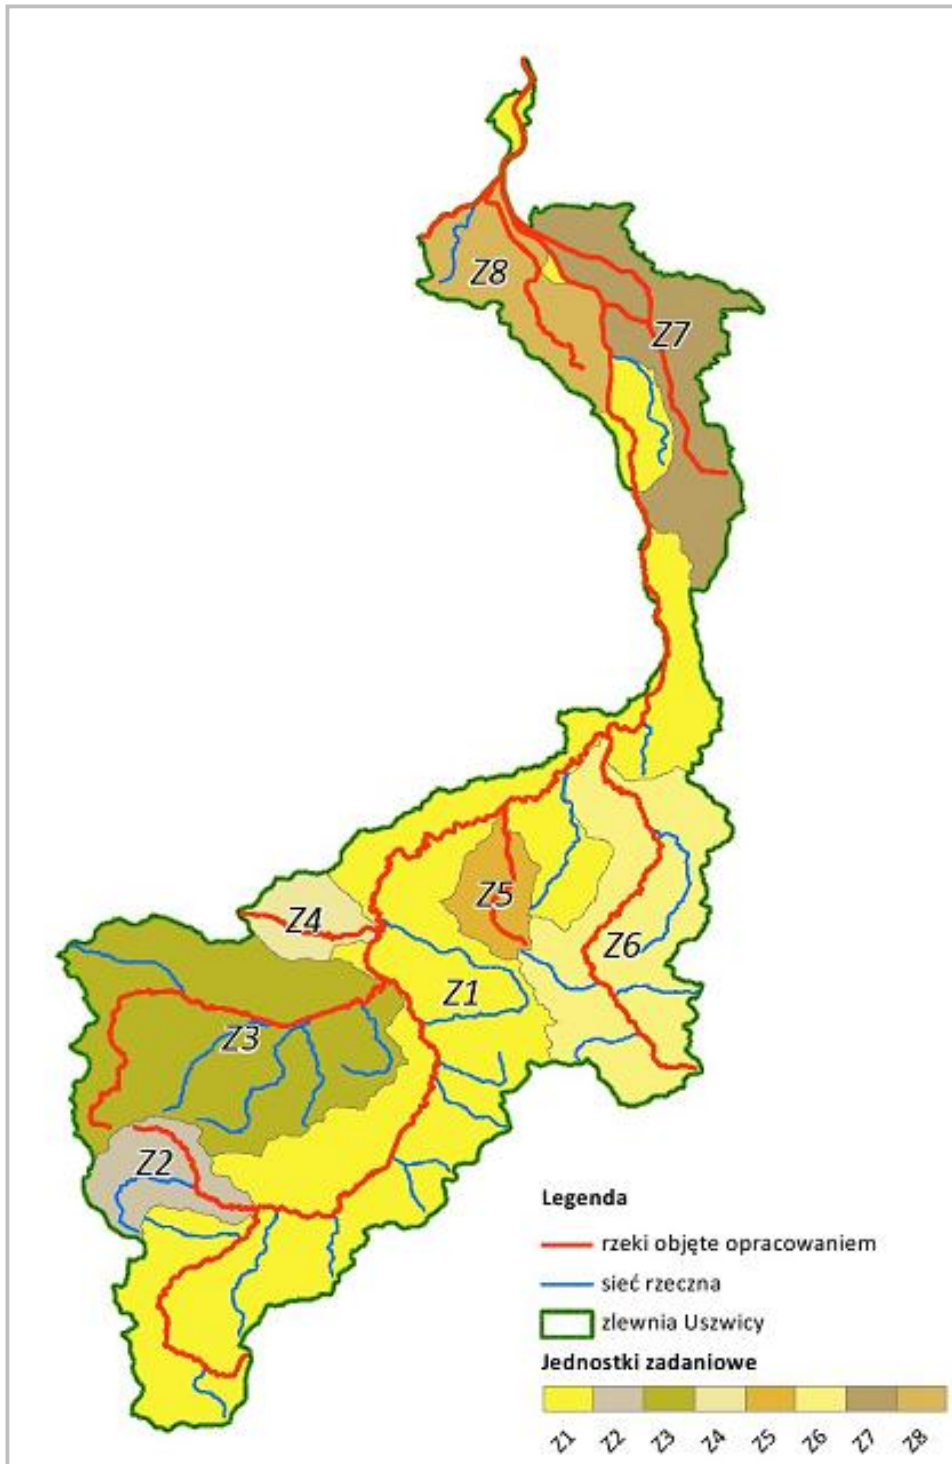 Z8
Z7
Z5
Z4
Z6
Z1
Z3
Z2
Legenda
rzeki objęte opracowaniem
sieć rzeczna
zlewnia Uszwicy
Jednostki zadaniowe
Z1 Z2 Z3 Z4 Z5 Z6 Z7 Z8